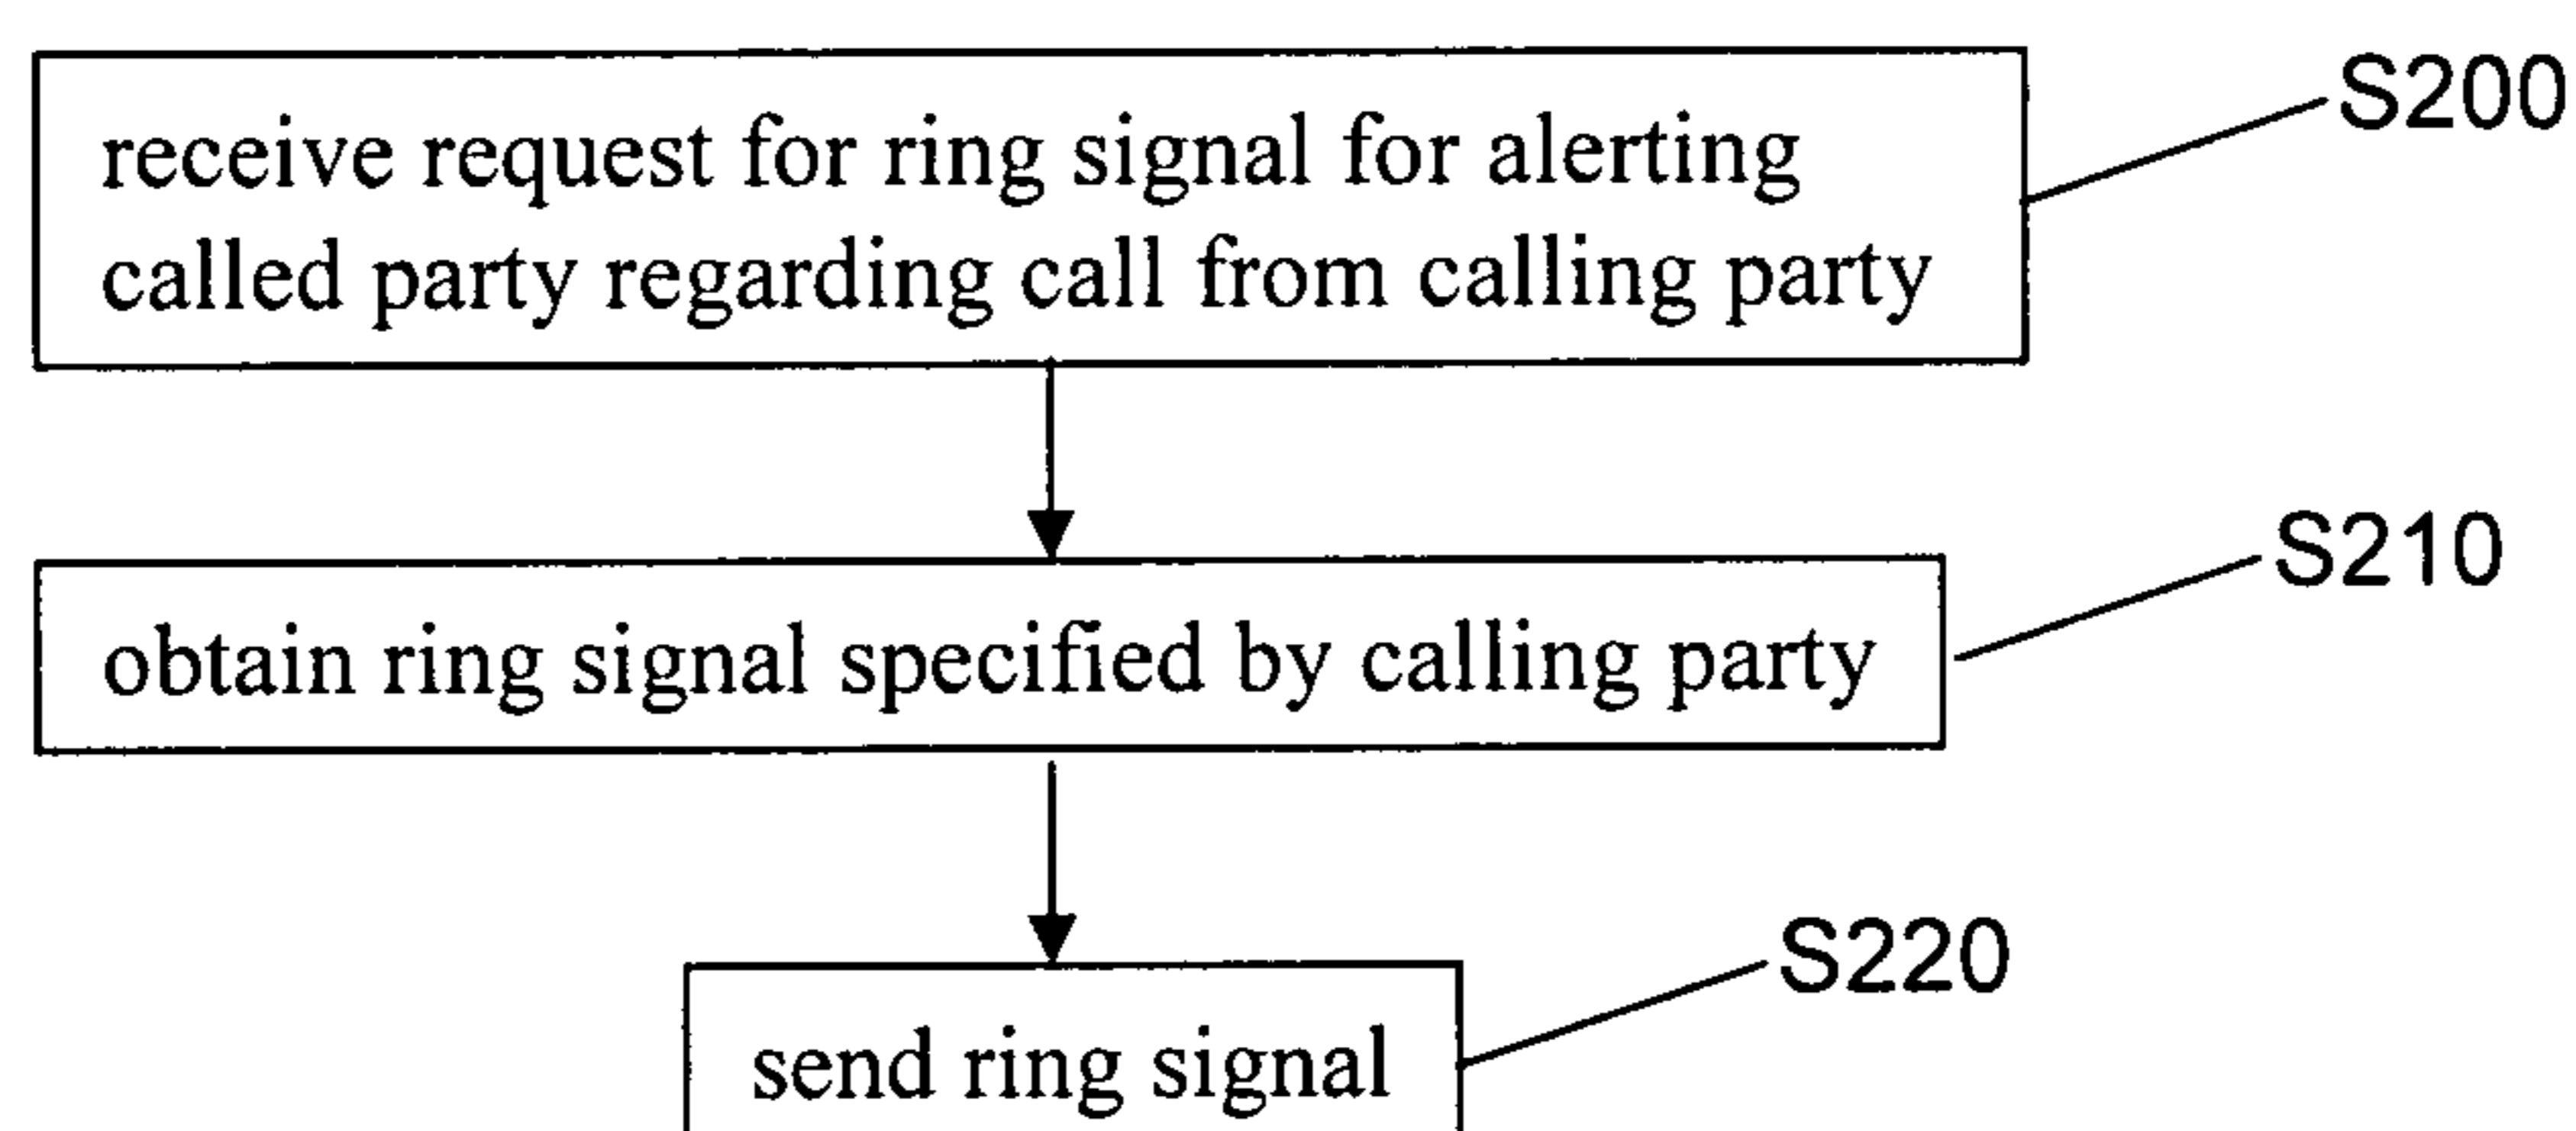 receive request for ring signal for alerting
called party regarding call from calling party
S200
obtain ring signal specified by calling party
S210
send ring signal
S220